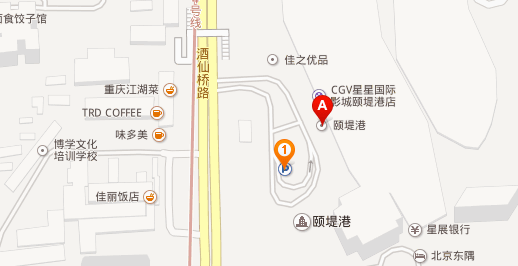 面食饺子馆
4号线
酒仙桥路
佳之优品
重庆江湖菜
CGV星星国际
影城颐堤港店
A
TRD COFFEE
颐堤港
味多美
博学文化
培训学校
1
P
佳丽饭店
颐堤港
星展银行
北京东隅